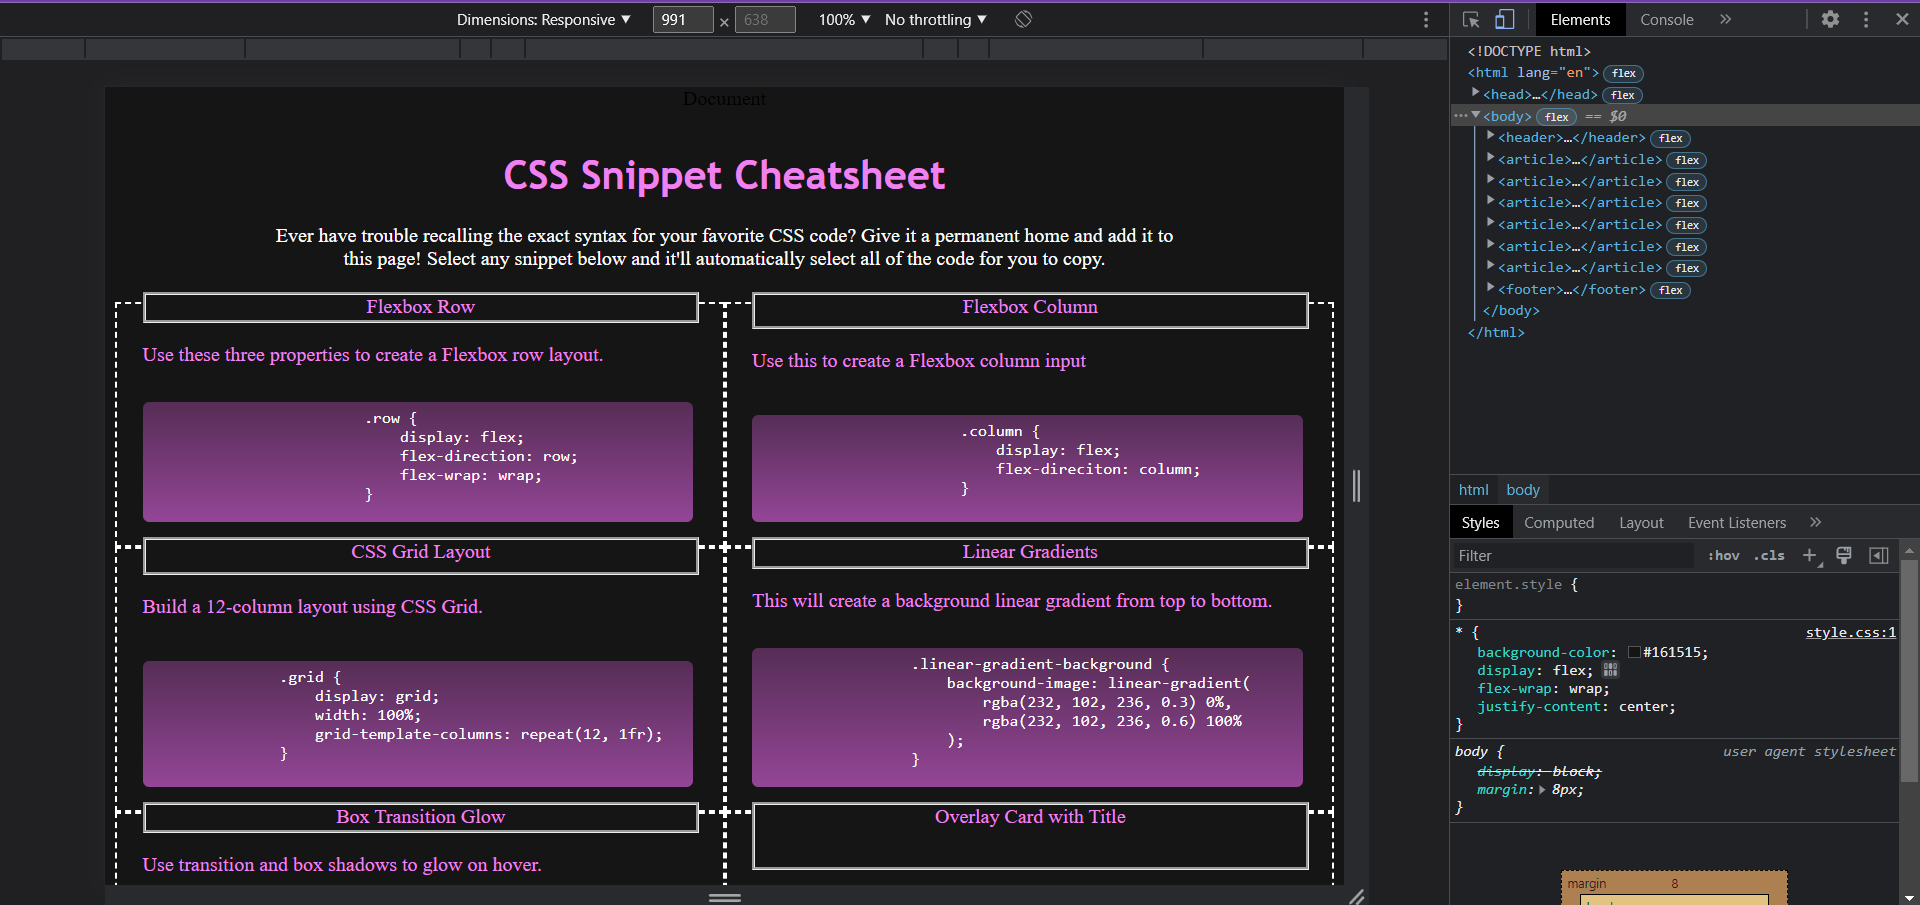 Dimensions: Responsive ▼ 991 × 638 100% ▼ No throttling ▼
Elements Console »
Document
CSS Snippet Cheatsheet
Ever have trouble recalling the exact syntax for your favorite CSS code? Give it a permanent home and add it to
this page! Select any snippet below and it'll automatically select all of the code for you to copy.
Flexbox Row
Use these three properties to create a Flexbox row layout.
.row {
display: flex;
flex-direction: row;
flex-wrap: wrap;
}
Flexbox Column
Use this to create a Flexbox column input
.column {
display: flex;
flex-direciton: column;
}
CSS Grid Layout
Build a 12-column layout using CSS Grid.
.grid {
display: grid;
width: 100%;
grid-template-columns: repeat(12, 1fr);
}
Linear Gradients
This will create a background linear gradient from top to bottom.
.linear-gradient-background {
background-image: linear-gradient(
rgba(232, 102, 236, 0.3) 0%,
rgba(232, 102, 236, 0.6) 100%
);
}
Box Transition Glow
Use transition and box shadows to glow on hover.
Overlay Card with Title
<!DOCTYPE html>
<html lang="en"> flex
<head>…</head> flex
<body> flex == $0
<header>…</header> flex
<article>…</article> flex
<article>…</article> flex
<article>…</article> flex
<article>…</article> flex
<article>…</article> flex
<article>…</article> flex
<footer>…</footer> flex
</body>
</html>
html body
Styles Computed Layout Event Listeners »
Filter :hov .cls +
element.style {
}
* { style.css:1
background-color: #161515;
display: flex;
flex-wrap: wrap;
justify-content: center;
}
body { user agent stylesheet
display: block;
margin: 8px;
}
margin 8